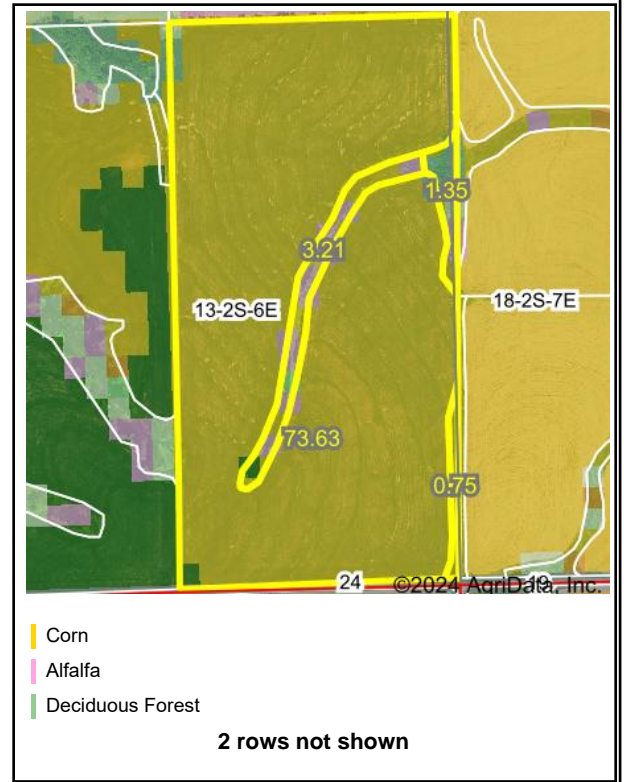 1.35
3.21
13-2S-6E
18-2S-7E
73.63
0.75
24
19
©2024 AgriData, Inc.
Corn
Alfalfa
Deciduous Forest
2 rows not shown